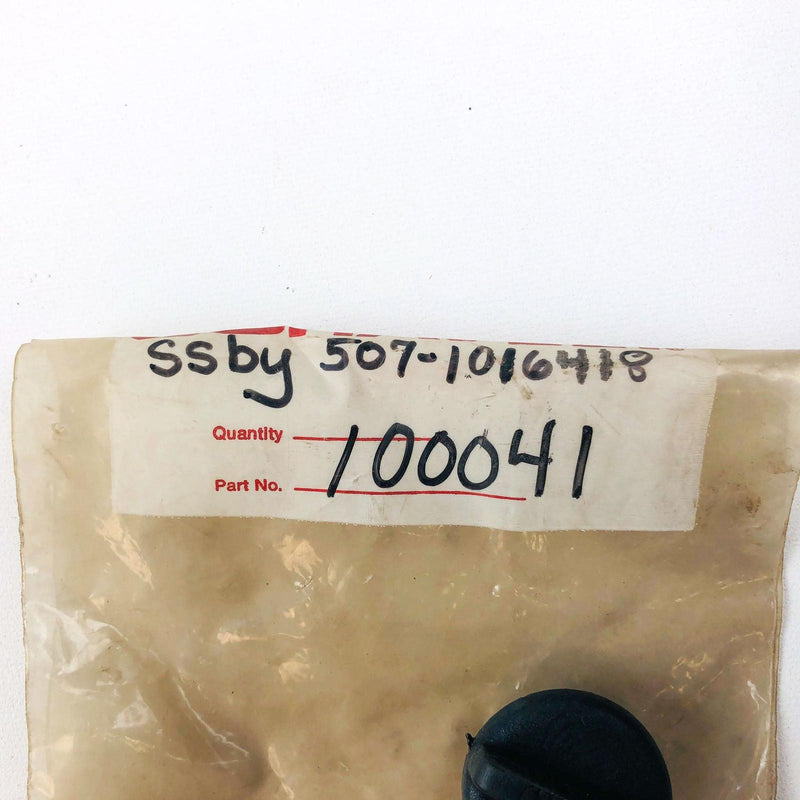 ssby 507-1016418
Quantity
100041
Part No.